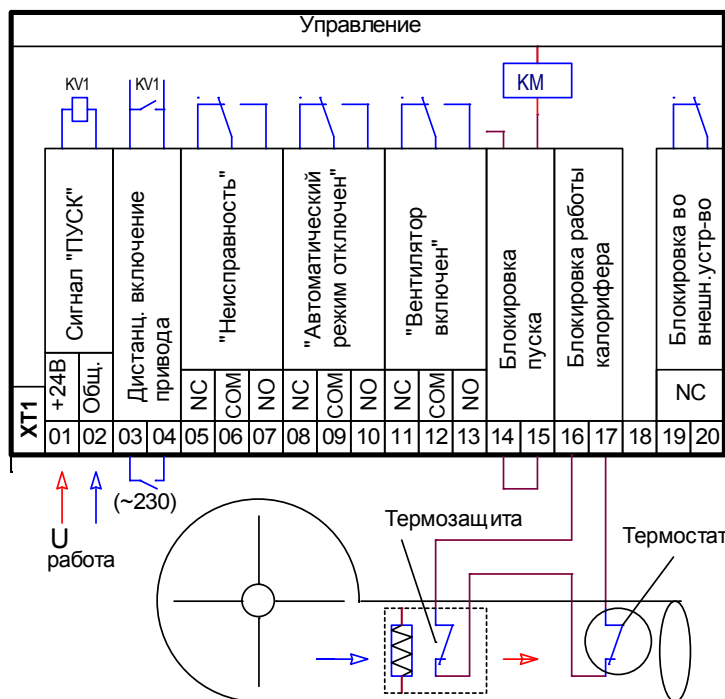 Управление
KV1
KV1
KM
Сигнал "ПУСК"
Дистанц. включение
привода
"Неисправность"
"Автоматический
режим отключен"
"Вентилятор
включен"
Блокировка
пуска
Блокировка работы
калорифера
Блокировка во
внешн.устр-во
+24В
Общ.
NC
COM
NO
NC
COM
NO
NC
COM
NO
NC
XT1
01 02 03 04 05 06 07 08 09 10 11 12 13 14 15 16 17 18 19 20
(~230)
U
работа
Термозащита
Термостат